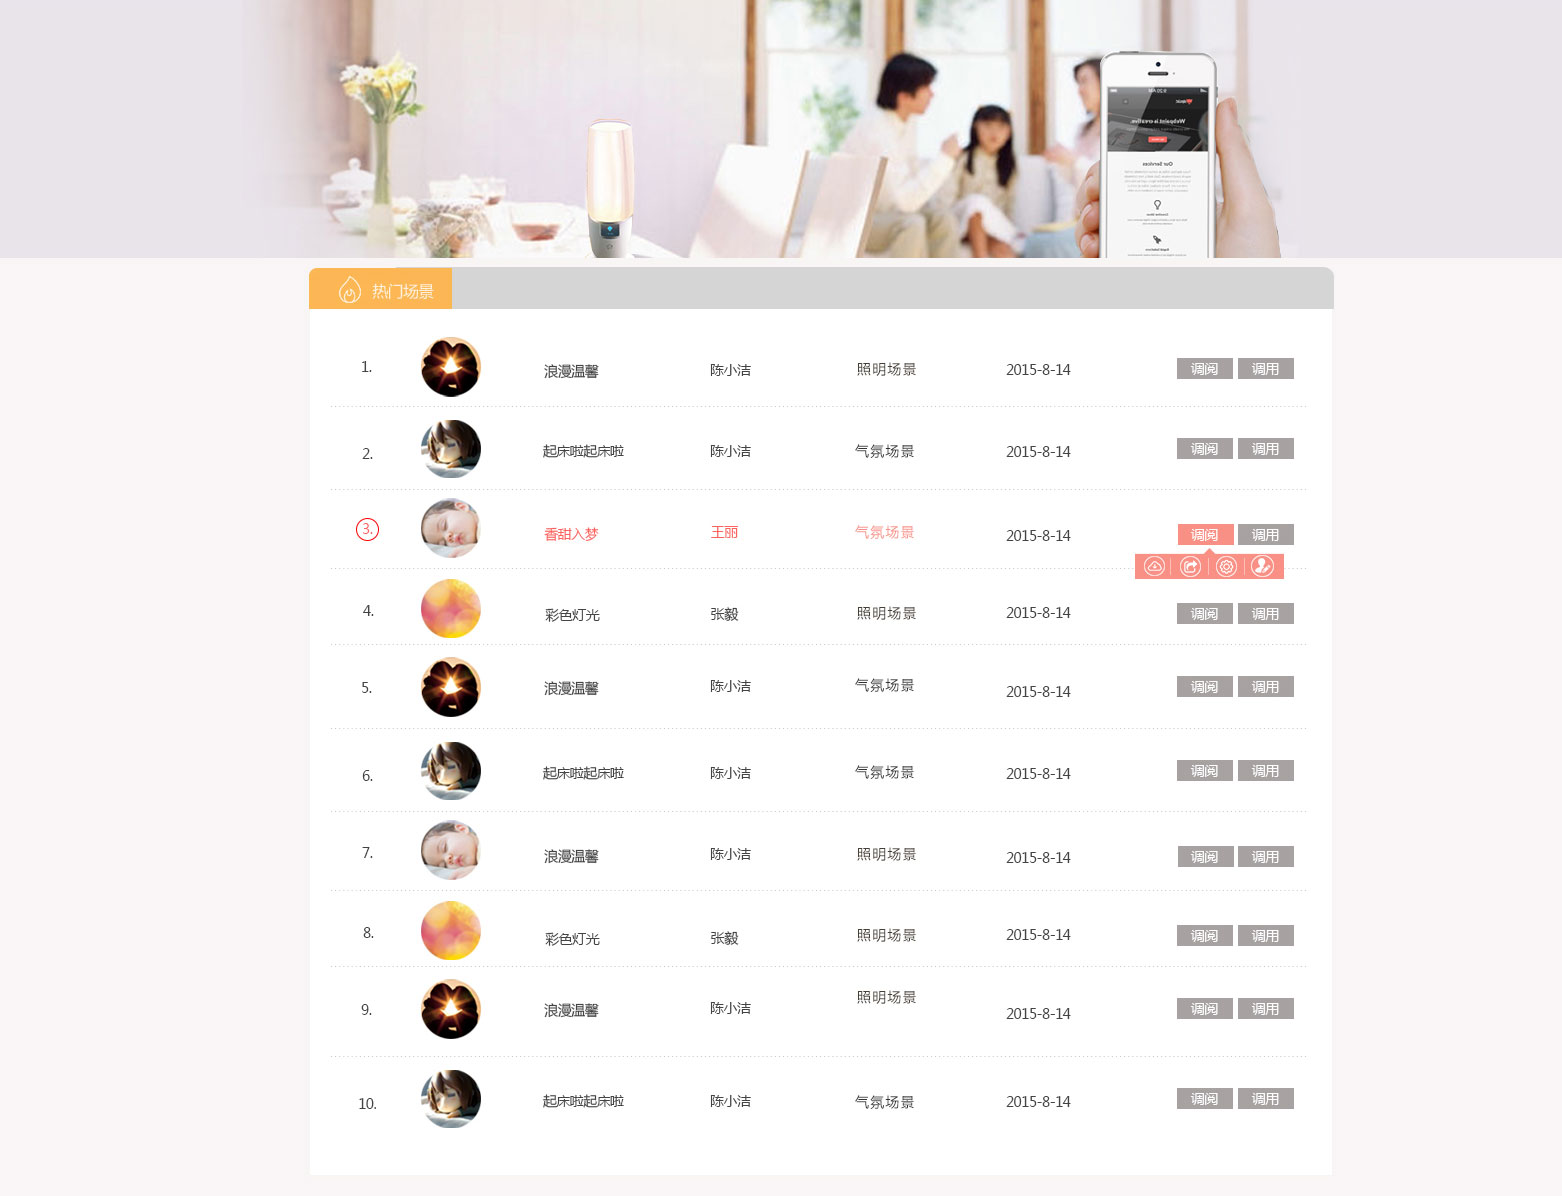 热门场景
1. 浪漫温馨 陈小洁 照明场景 2015-8-14 调阅 调用
2. 起床啦起床啦 陈小洁 气氛场景 2015-8-14 调阅 调用
3. 香甜入梦 王丽 气氛场景 2015-8-14 调阅 调用
4. 彩色灯光 张毅 照明场景 2015-8-14 调阅 调用
5. 浪漫温馨 陈小洁 气氛场景 2015-8-14 调阅 调用
6. 起床啦起床啦 陈小洁 气氛场景 2015-8-14 调阅 调用
7. 浪漫温馨 陈小洁 照明场景 2015-8-14 调阅 调用
8. 彩色灯光 张毅 照明场景 2015-8-14 调阅 调用
9. 浪漫温馨 陈小洁 照明场景 2015-8-14 调阅 调用
10. 起床啦起床啦 陈小洁 气氛场景 2015-8-14 调阅 调用